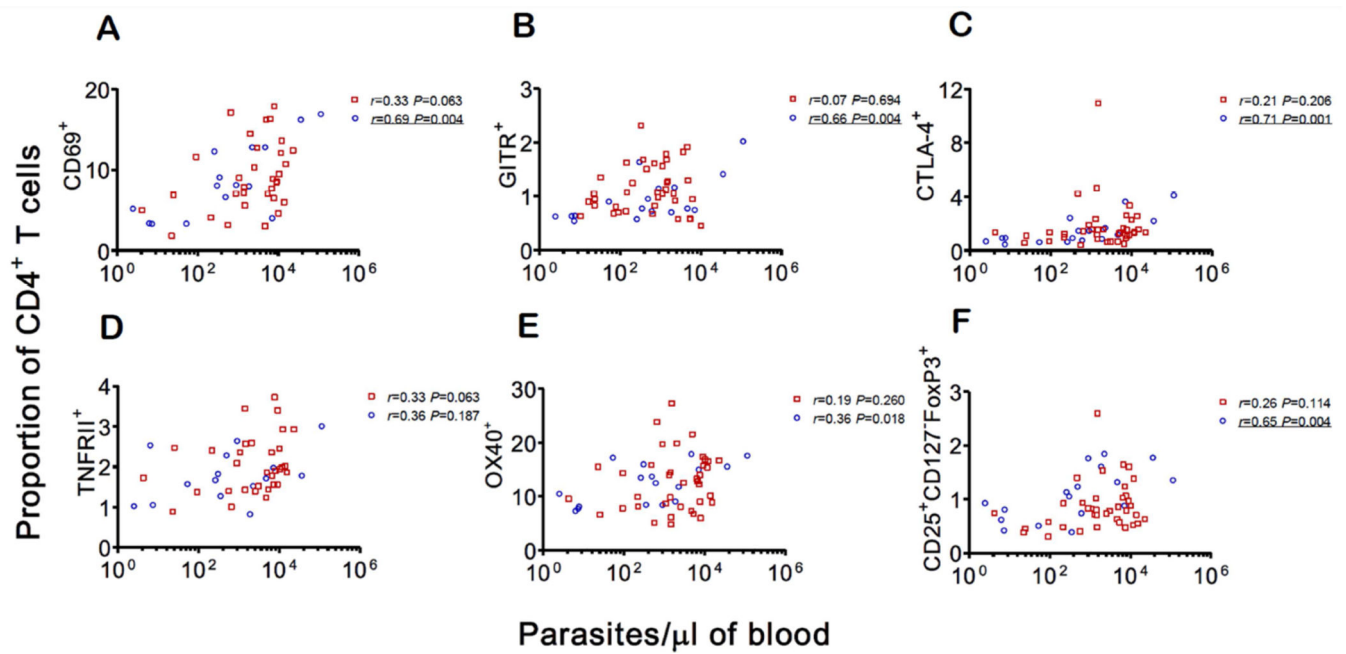 A
B
C
Proportion of CD4⁺ T cells
CD69⁺
20
10
0
10⁰ 10² 10⁴ 10⁶
r=0.33 P=0.063
r=0.69 P=0.004
GITR⁺
3
2
1
0
10⁰ 10² 10⁴ 10⁶
r=0.07 P=0.694
r=0.66 P=0.004
CTLA-4⁺
12
8
4
0
10⁰ 10² 10⁴ 10⁶
r=0.21 P=0.206
r=0.71 P=0.001
D
E
F
TNFRII⁺
4
3
2
1
0
10⁰ 10² 10⁴ 10⁶
r=0.33 P=0.063
r=0.36 P=0.187
OX40⁺
30
20
10
0
10⁰ 10² 10⁴ 10⁶
r=0.19 P=0.260
r=0.36 P=0.018
CD25⁺CD127⁻FoxP3⁺
3
2
1
0
10⁰ 10² 10⁴ 10⁶
r=0.26 P=0.114
r=0.65 P=0.004
Parasites/µl of blood